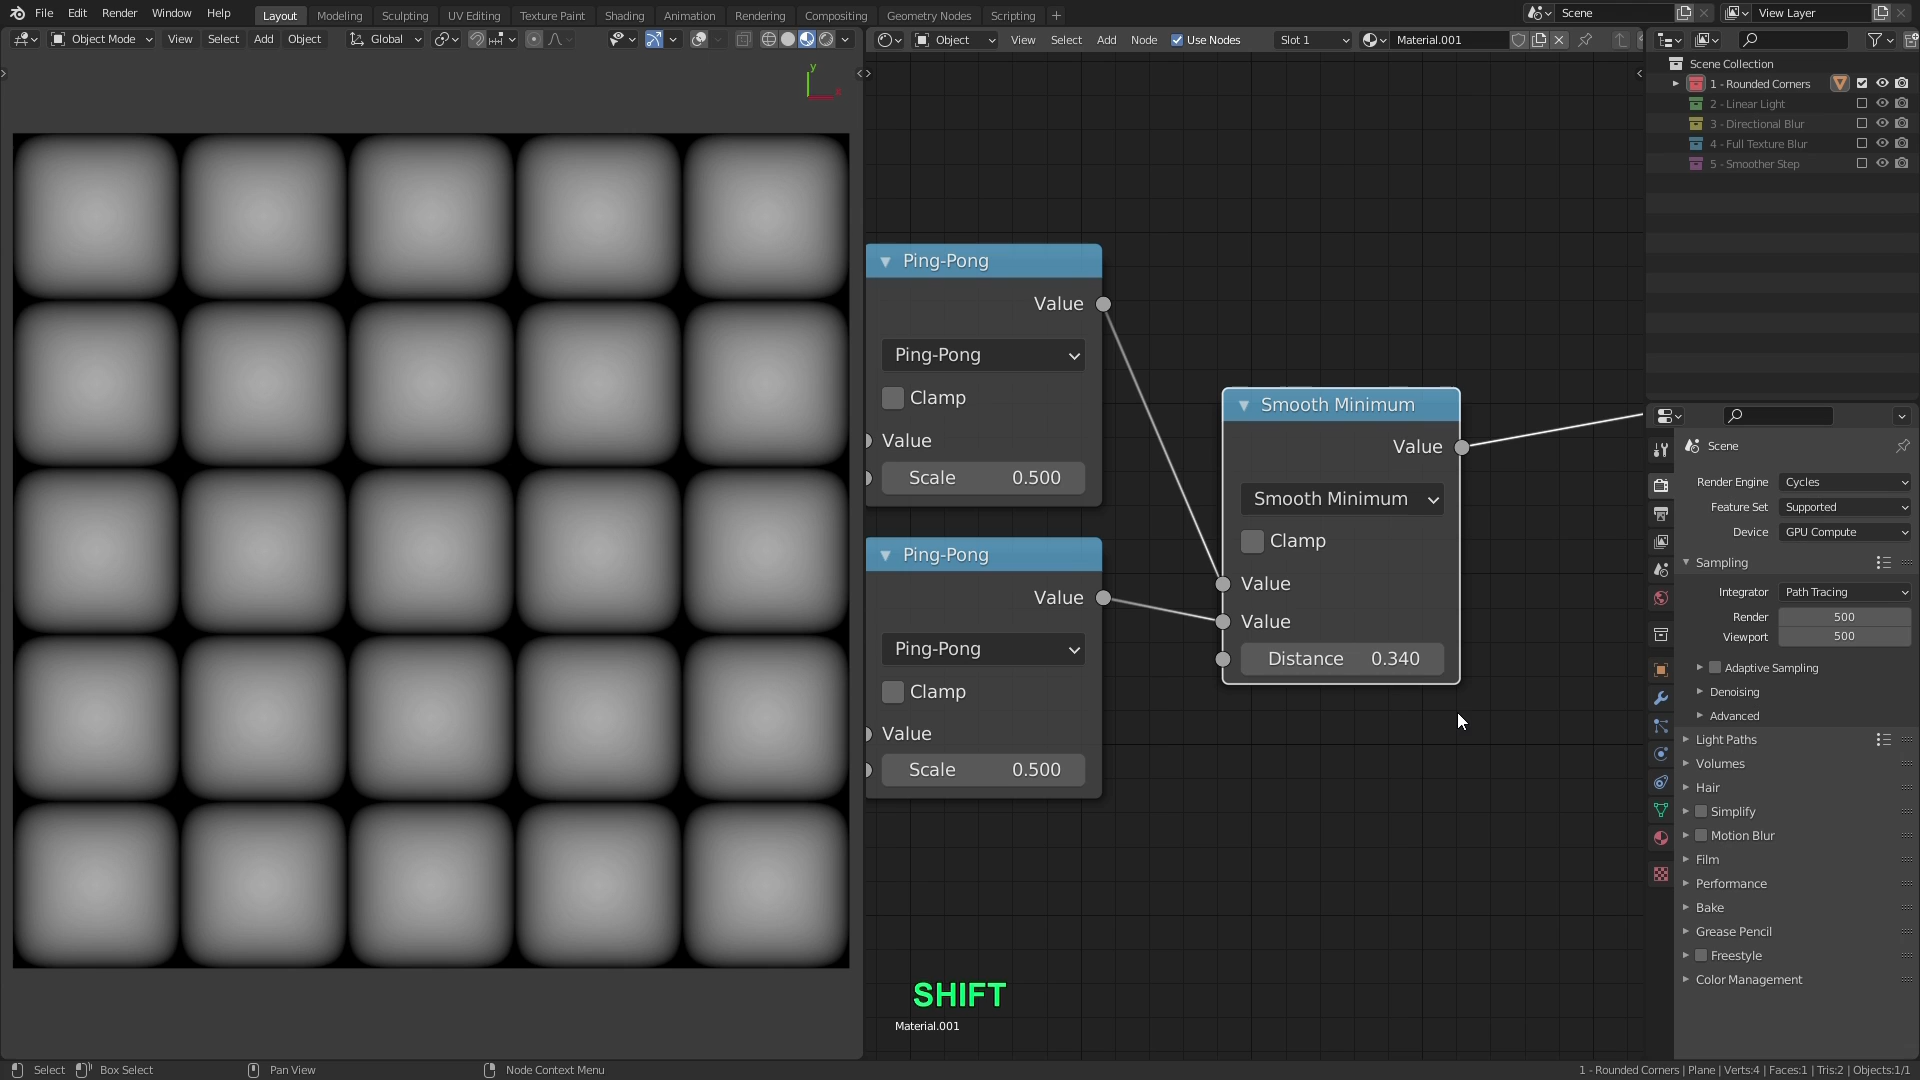 File Edit Render Window Help Layout Modeling Sculpting UV Editing Texture Paint Shading Animation Rendering Compositing Geometry Nodes Scripting + Scene View Layer
Object Mode View Select Add Object Global Object View Select Add Node Use Nodes Slot 1 Material.001
y
x
Scene Collection
1 - Rounded Corners
2 - Linear Light
3 - Directional Blur
4 - Full Texture Blur
5 - Smoother Step
Ping-Pong
Value
Ping-Pong
Clamp
Value
Scale 0.500
Ping-Pong
Value
Ping-Pong
Clamp
Value
Scale 0.500
Smooth Minimum
Value
Smooth Minimum
Clamp
Value
Value
Distance 0.340
Scene
Render Engine Cycles
Feature Set Supported
Device GPU Compute
Sampling
Integrator Path Tracing
Render 500
Viewport 500
Adaptive Sampling
Denoising
Advanced
Light Paths
Volumes
Hair
Simplify
Motion Blur
Film
Performance
Bake
Grease Pencil
Freestyle
Color Management
SHIFT
Material.001
Select Box Select Pan View Node Context Menu 1 - Rounded Corners | Plane | Verts:4 | Faces:1 | Tris:2 | Objects:1/1